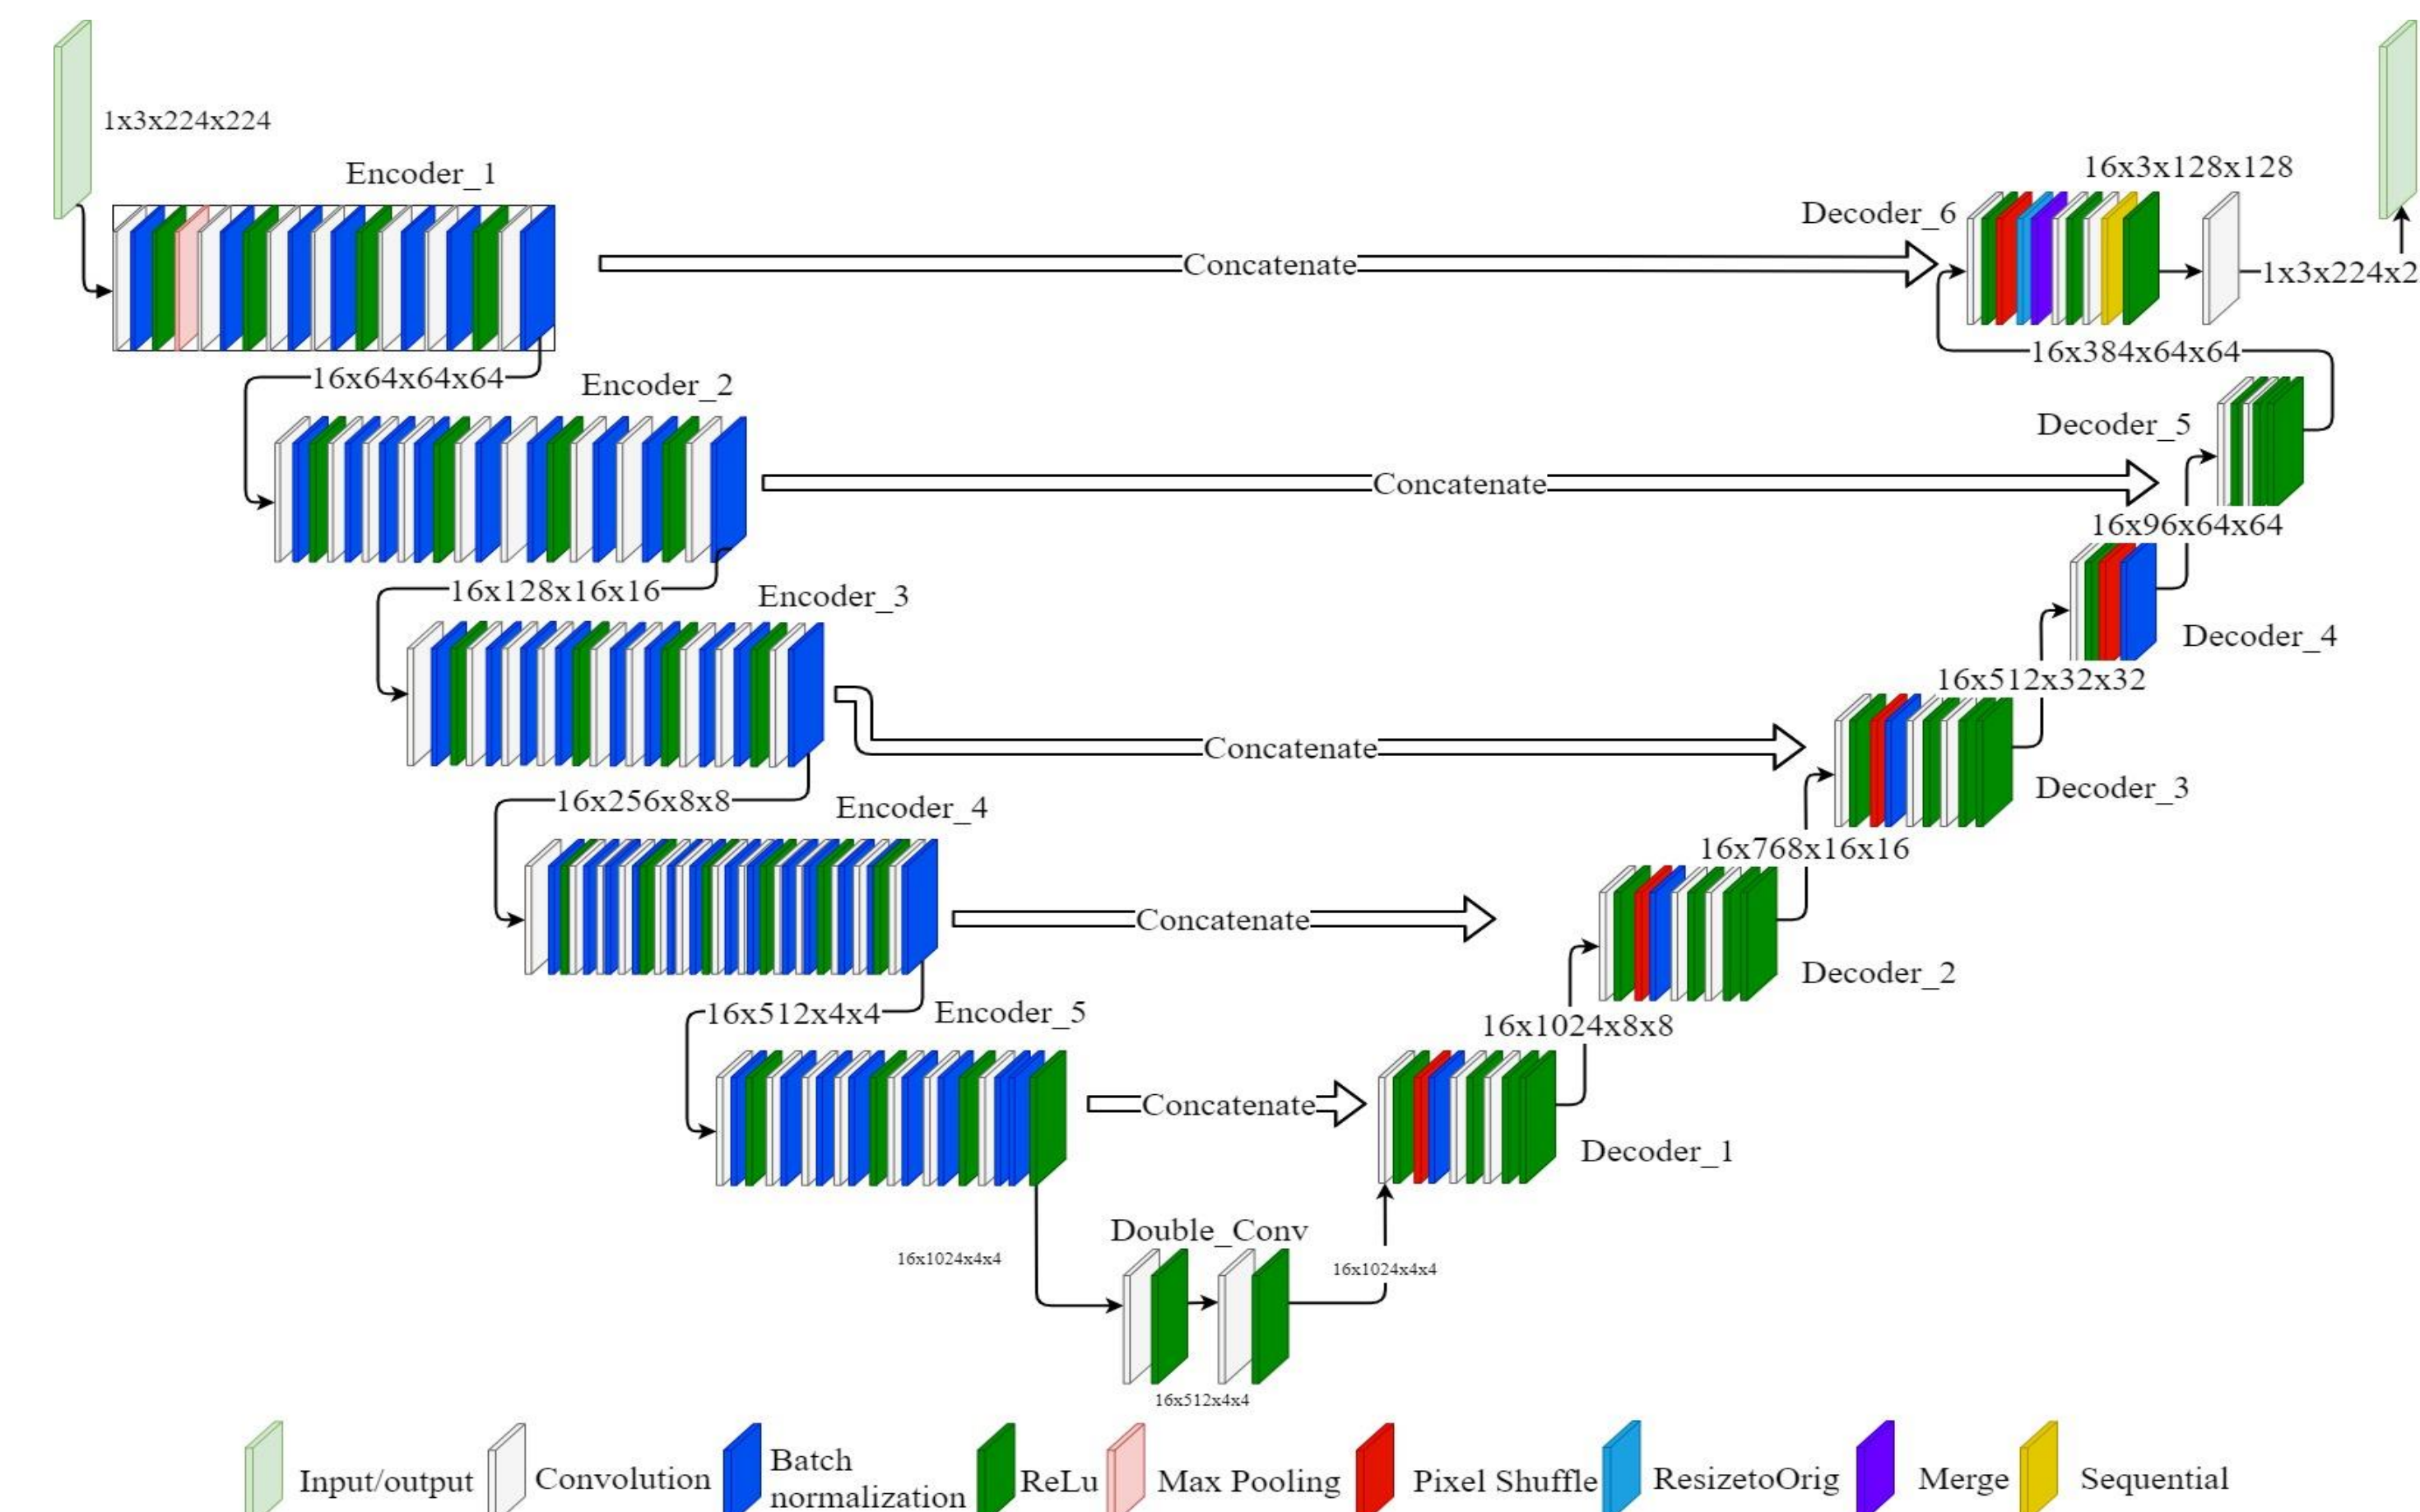 1x3x224x224
Encoder_1
16x3x128x128
Decoder_6
Concatenate
1x3x224x2
16x384x64x64
16x64x64x64
Encoder_2
Decoder_5
Concatenate
16x96x64x64
16x128x16x16
Encoder_3
Decoder_4
16x512x32x32
Concatenate
Decoder_3
16x256x8x8
Encoder_4
16x768x16x16
Concatenate
Decoder_2
16x512x4x4
Encoder_5
16x1024x8x8
Concatenate
Decoder_1
Double_Conv
16x1024x4x4
16x1024x4x4
16x512x4x4
Input/output
Convolution
Batch
normalization
ReLu
Max Pooling
Pixel Shuffle
ResizetoOrig
Merge
Sequential